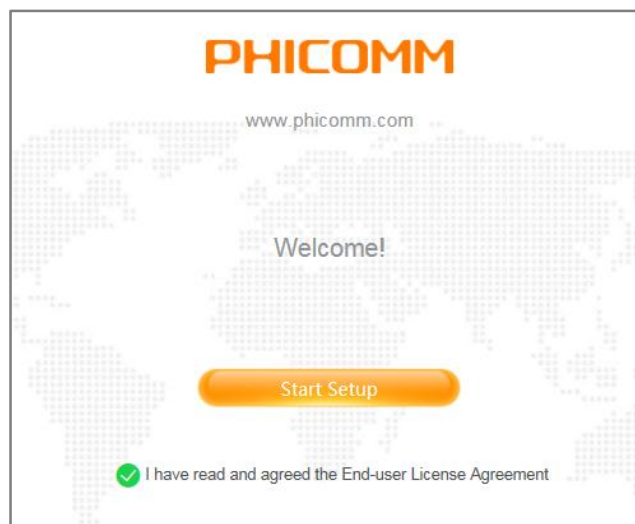 PHICOMM
www.phicomm.com
Welcome!
Start Setup
I have read and agreed the End-user License Agreement